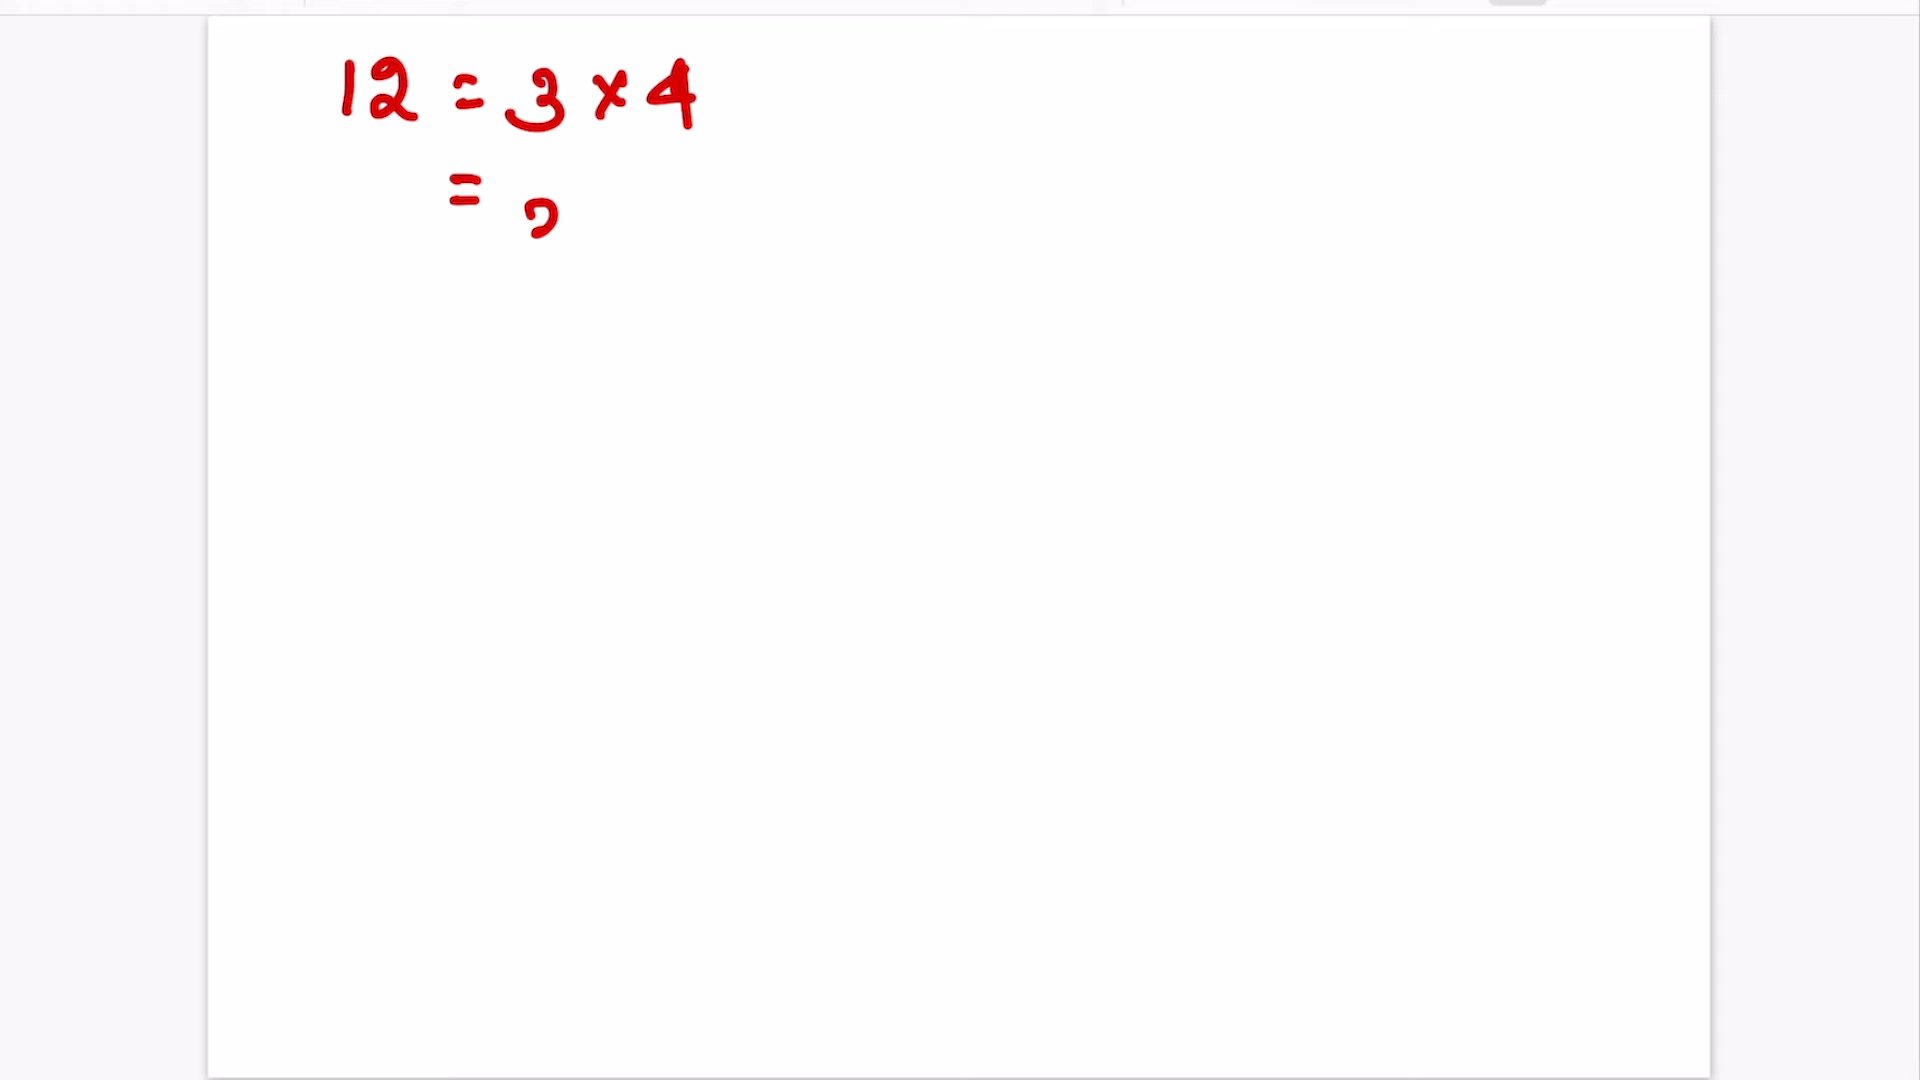 12 = 3 × 4
=